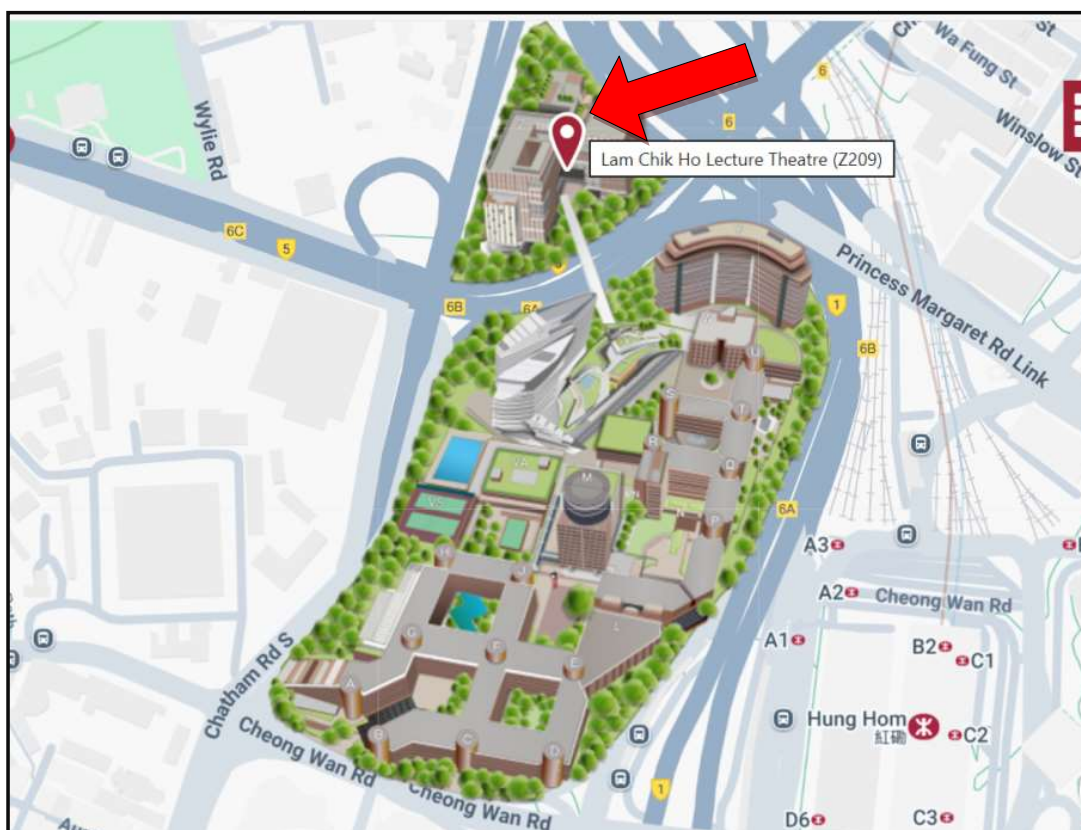 St
Wa Fung St
Winslow St
6
6
Wylie Rd
Lam Chik Ho Lecture Theatre (Z209)
6C
5
6B
6A
Princess Margaret Rd Link
1
6B
J
U
S
T
R
Q
VA
M
N
P
6A
A3
A2
Cheong Wan Rd
H
J
A1
B2
C1
G
F
L
E
Chatham Rd S
A
Hung Hom
紅磡
C2
B
C
D
Cheong Wan Rd
Cheong Wan Rd
1
D6
C3